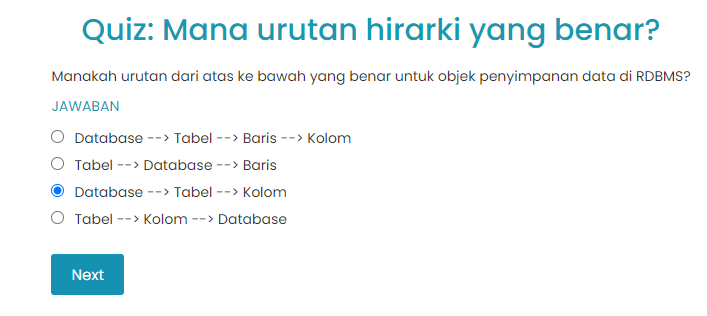 Quiz: Mana urutan hirarki yang benar?
Manakah urutan dari atas ke bawah yang benar untuk objek penyimpanan data di RDBMS?
JAWABAN
Database --> Tabel --> Baris --> Kolom
Tabel --> Database --> Baris
Database --> Tabel --> Kolom
Tabel --> Kolom --> Database
Next